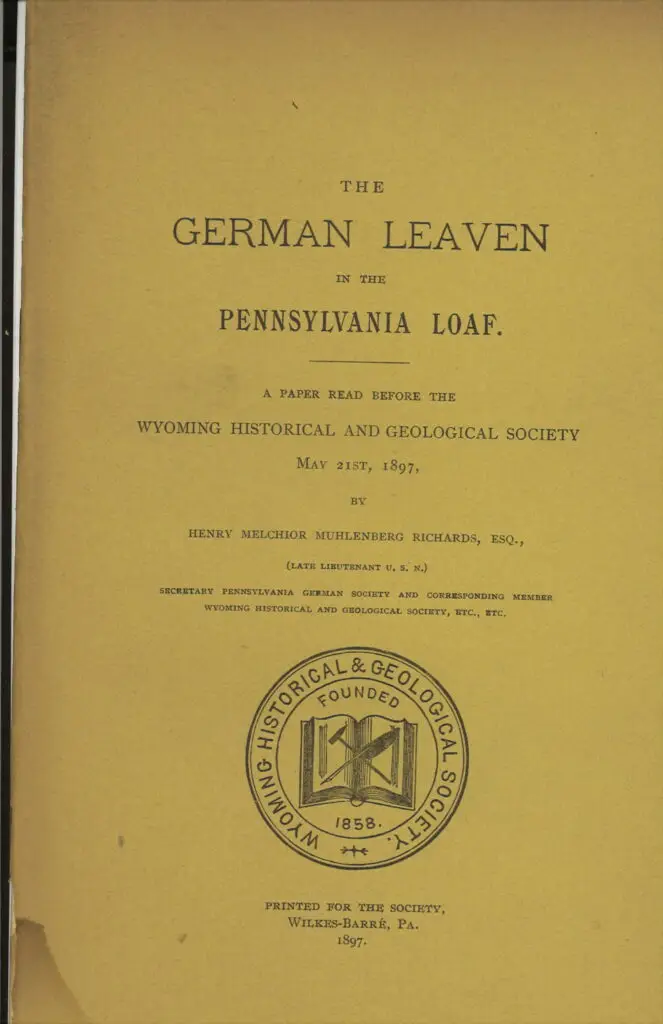 THE
GERMAN LEAVEN
IN THE
PENNSYLVANIA LOAF.
A PAPER READ BEFORE THE
WYOMING HISTORICAL AND GEOLOGICAL SOCIETY
MAY 21ST, 1897,
BY
HENRY MELCHIOR MUHLENBERG RICHARDS, ESQ.,
(LATE LIEUTENANT U. S. N.)
SECRETARY PENNSYLVANIA GERMAN SOCIETY AND CORRESPONDING MEMBER
WYOMING HISTORICAL AND GEOLOGICAL SOCIETY, ETC., ETC.
WYOMING HISTORICAL & GEOLOGICAL SOCIETY.
FOUNDED
1858.
PRINTED FOR THE SOCIETY,
WILKES-BARRÉ, PA.
1897.